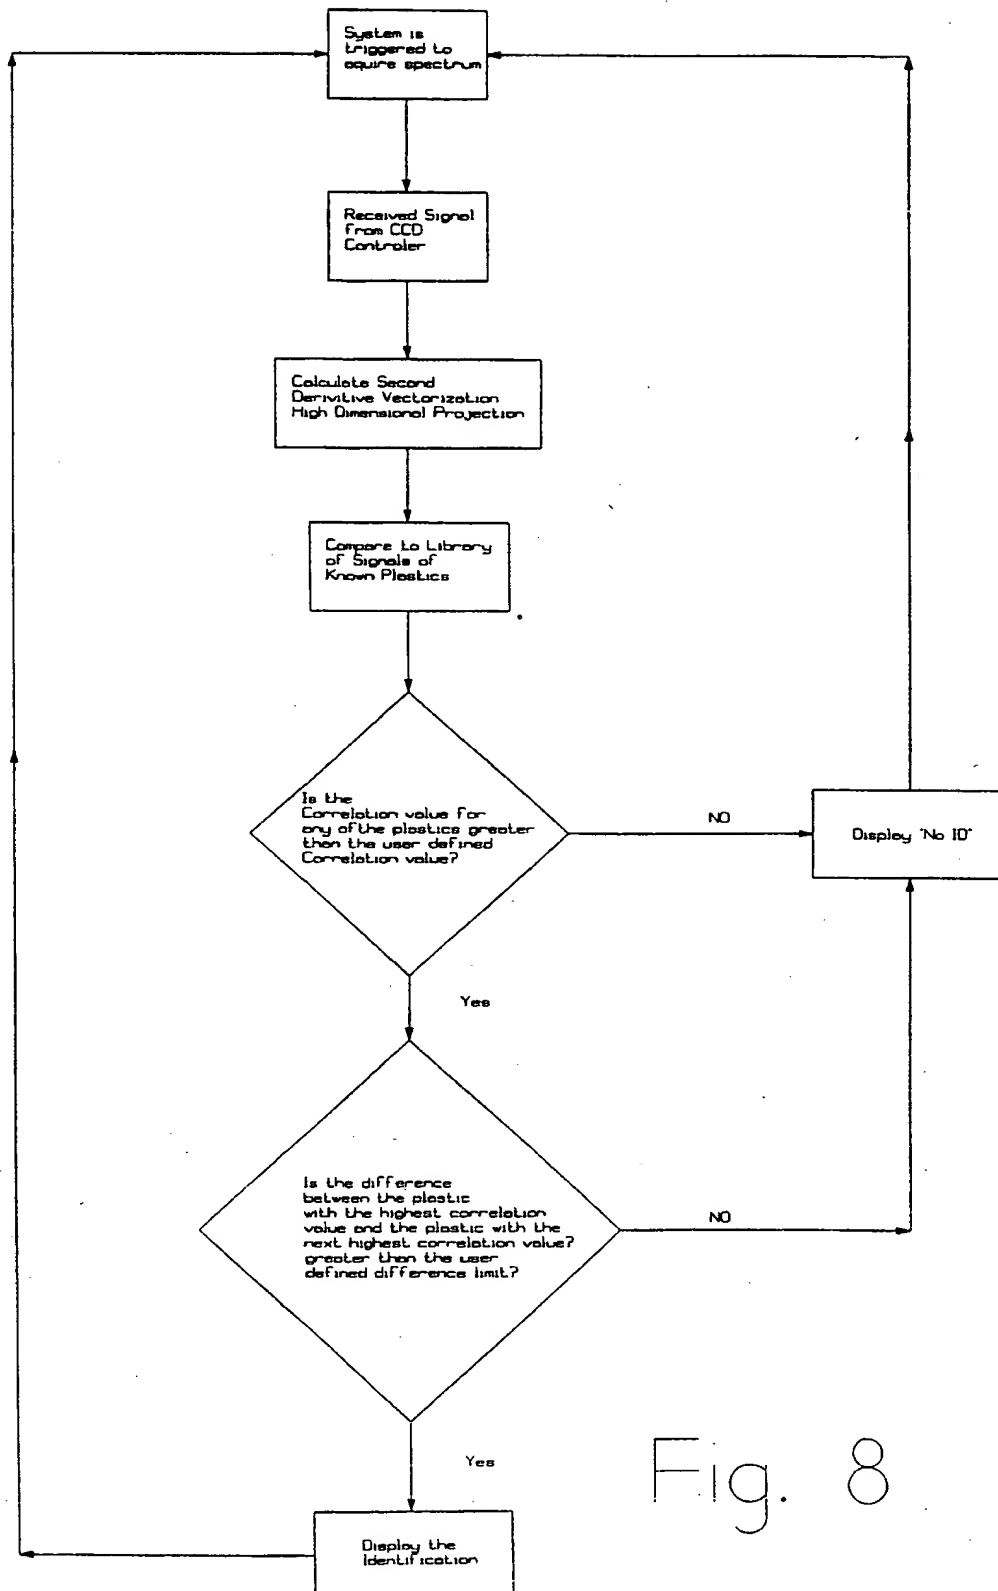 System is
triggered to
aquire spectrum
Received Signal
from CCD
Controler
Calculate Second
Derivitive Vectorization
High Dimensional Projection
Compare to Library
of Signals of
Known Plastics
Is the
Correlation value for
any of the plastics greater
than the user defined
Correlation value?
NO
Display "No ID"
Yes
Is the difference
between the plastic
with the highest correlation
value and the plastic with the
next highest correlation value?
greater than the user
defined difference limit?
NO
Yes
Display the
Identification
Fig. 8